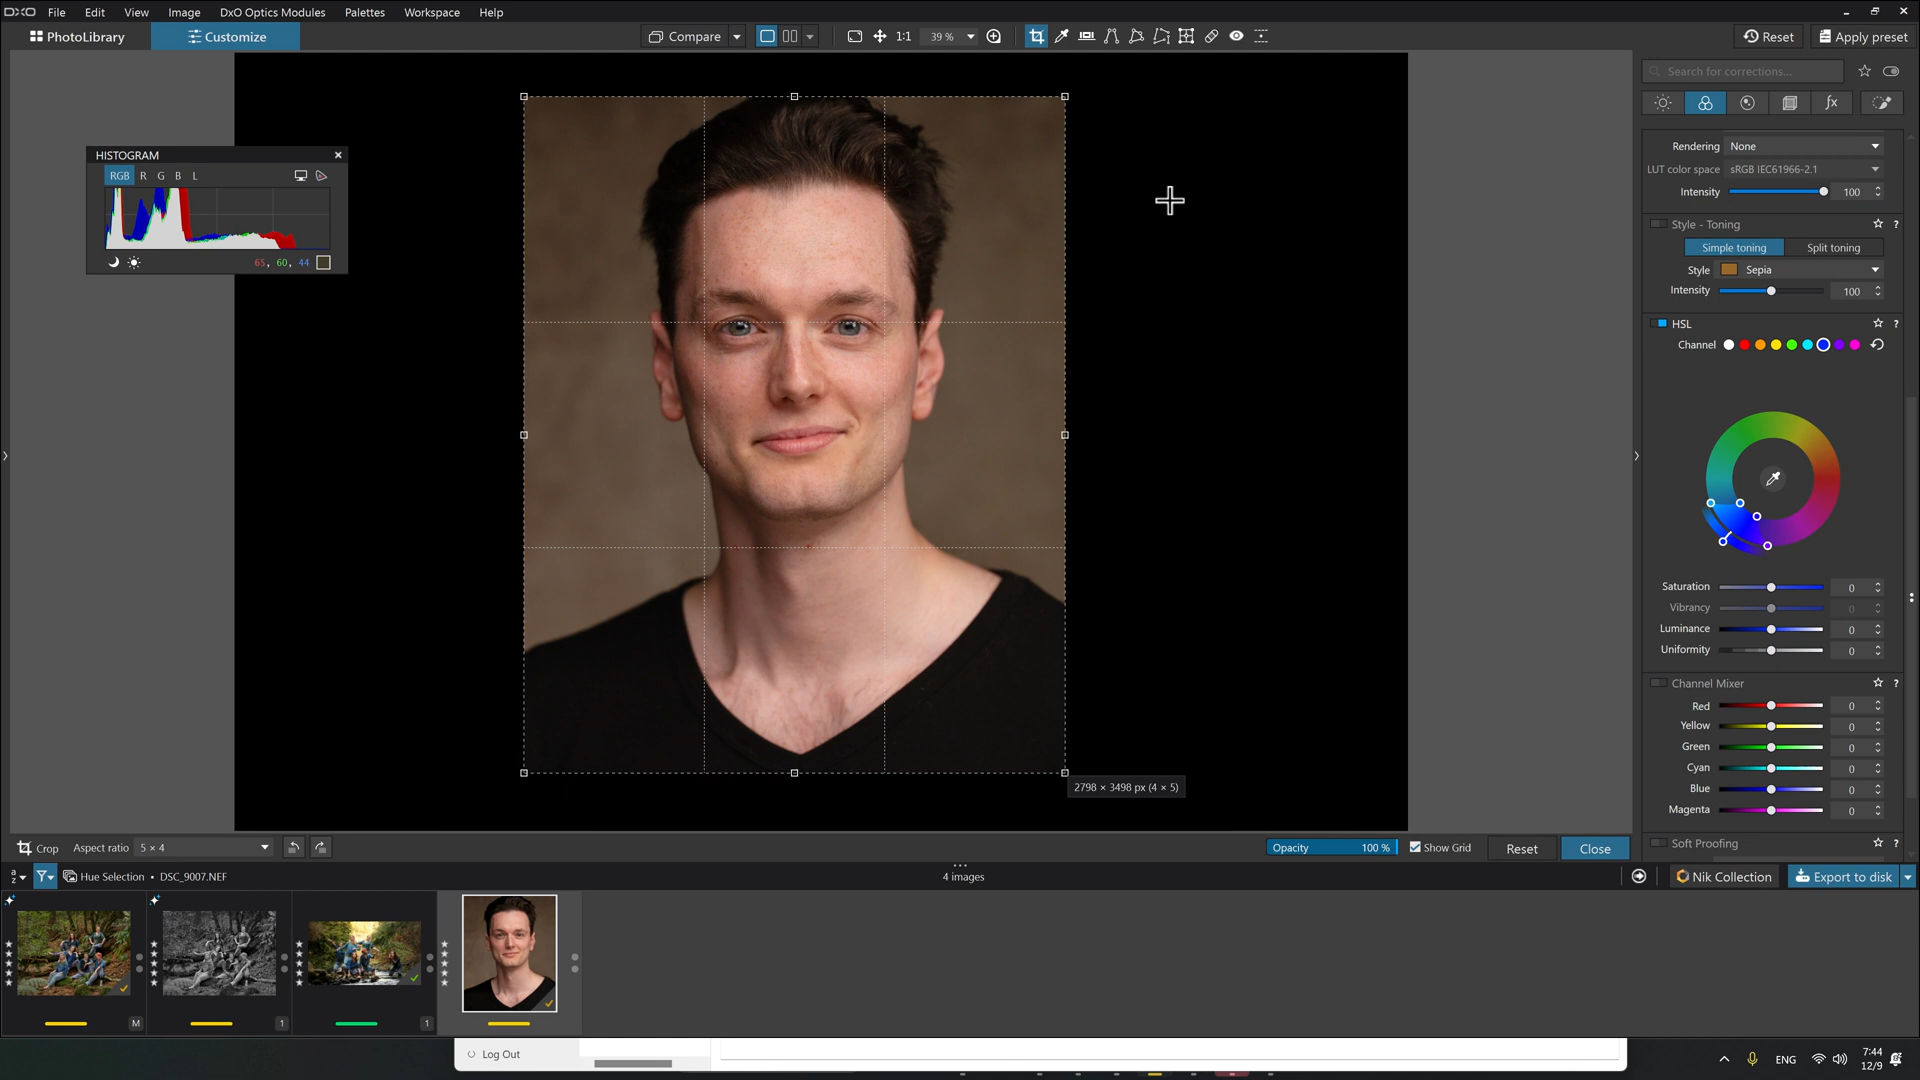 DXO File Edit View Image DxO Optics Modules Palettes Workspace Help
PhotoLibrary Customize Compare 1:1 39 % Reset Apply preset
Search for corrections...
fx
Rendering None
LUT color space sRGB IEC61966-2.1
Intensity 100
HISTOGRAM
RGB R G B L
65, 60, 44
Style - Toning ?
Simple toning Split toning
Style Sepia
Intensity 100
HSL ?
Channel
Saturation 0
Vibrancy 0
Luminance 0
Uniformity 0
Channel Mixer ?
Red 0
Yellow 0
Green 0
Cyan 0
Blue 0
Magenta 0
2798 × 3498 px (4 × 5)
Soft Proofing ?
Crop Aspect ratio 5 × 4 Opacity 100 % Show Grid Reset Close
Hue Selection • DSC_9007.NEF 4 images Nik Collection Export to disk
M 1 1
Log Out
ENG 7:44
12/9